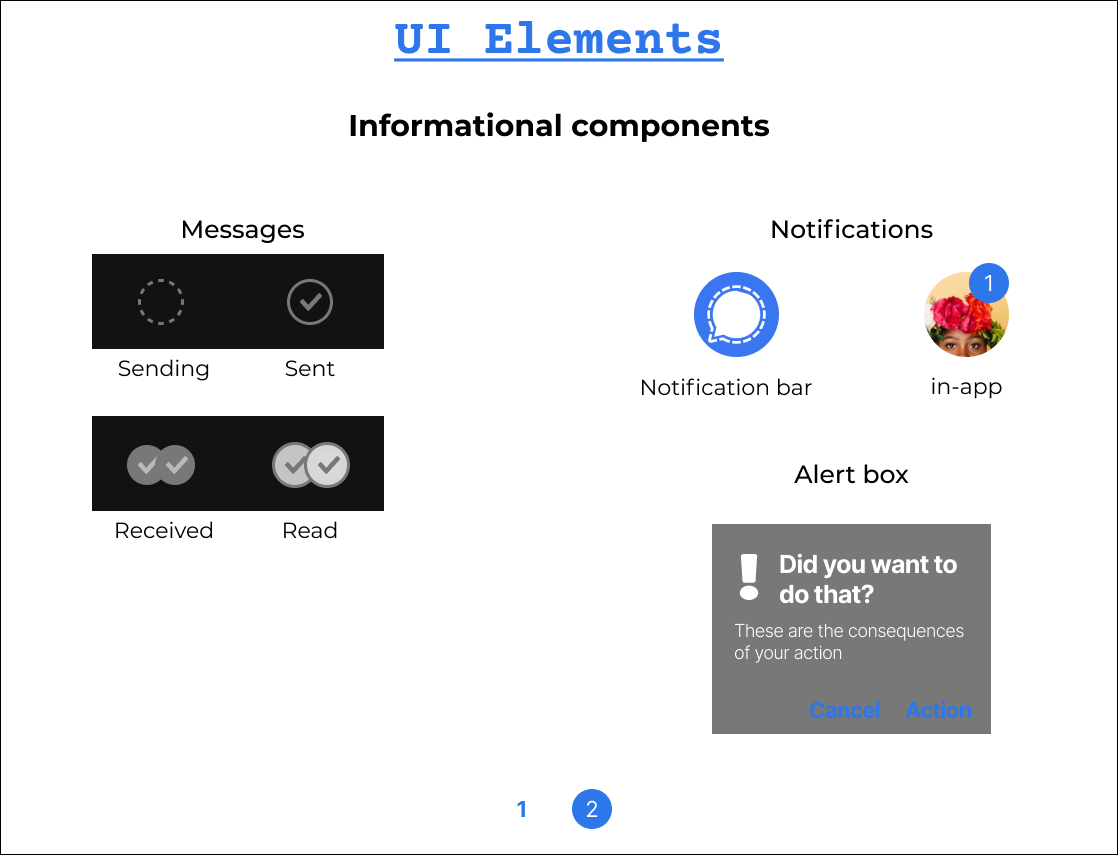 UI Elements
Informational components
Messages
Sending
Sent
Received
Read
Notifications
1
Notification bar
in-app
Alert box
Did you want to
do that?
These are the consequences
of your action
Cancel
Action
1
2